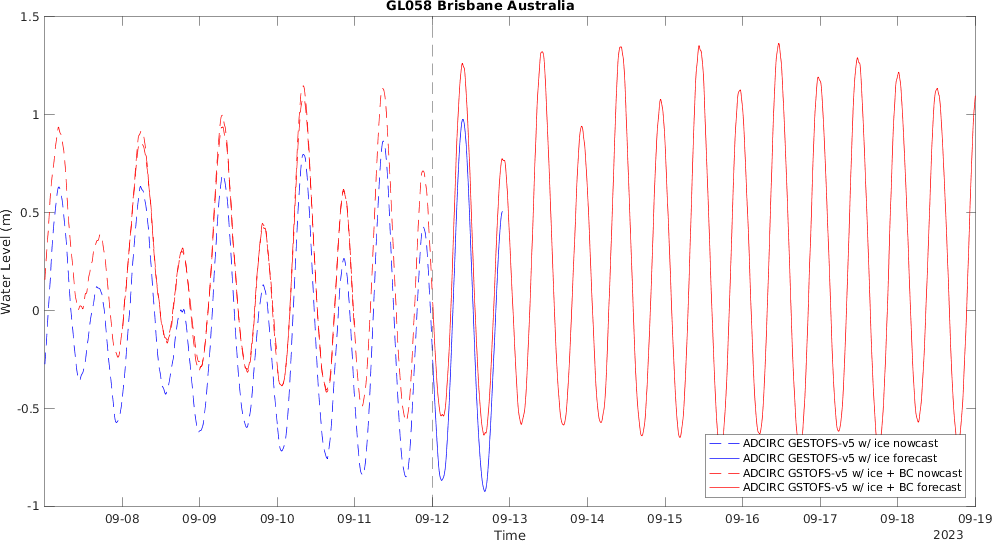 GL058 Brisbane Australia
1.5
1
0.5
0
-0.5
-1
Water Level (m)
ADCIRC GESTOFS-v5 w/ ice nowcast
ADCIRC GESTOFS-v5 w/ ice forecast
ADCIRC GSTOFS-v5 w/ ice + BC nowcast
ADCIRC GSTOFS-v5 w/ ice + BC forecast
09-08 09-09 09-10 09-11 09-12 09-13 09-14 09-15 09-16 09-17 09-18 09-19
Time
2023